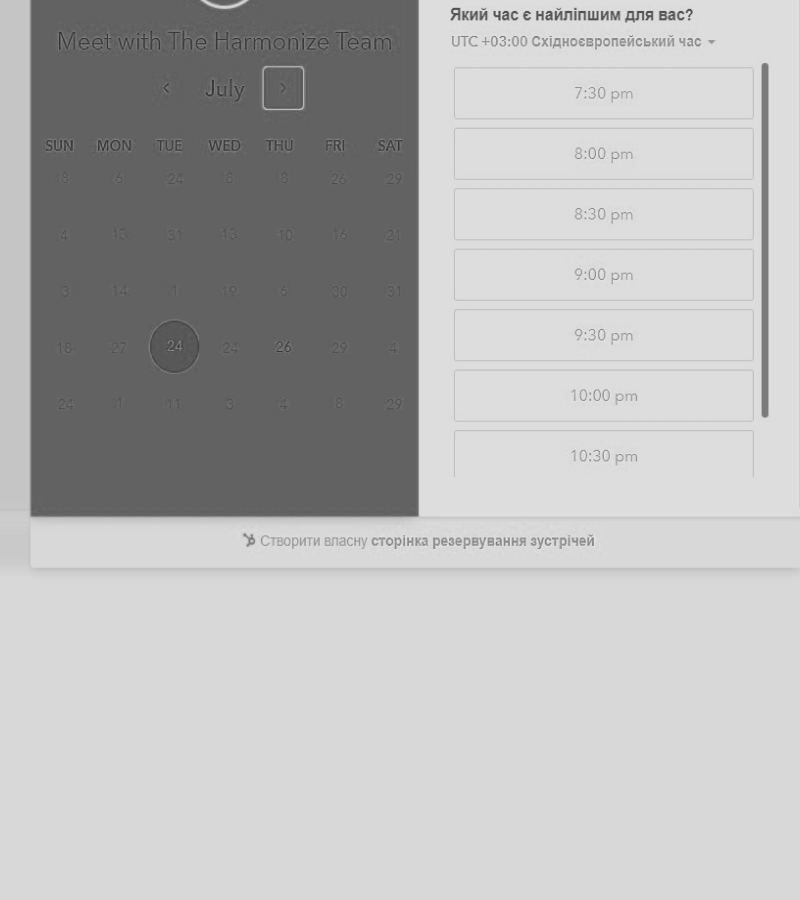 Meet with The Harmonize Team
July
SUN MON TUE WED THU FRI SAT
18 6 24 8 8 26 29
4 13 31 13 10 16 21
3 14 1 19 6 30 31
18 27 24 24 26 29 4
24 1 11 3 4 8 29
Який час є найліпшим для вас?
UTC +03:00 Східноєвропейський час
7:30 pm
8:00 pm
8:30 pm
9:00 pm
9:30 pm
10:00 pm
10:30 pm
Створити власну сторінка резервування зустрічей